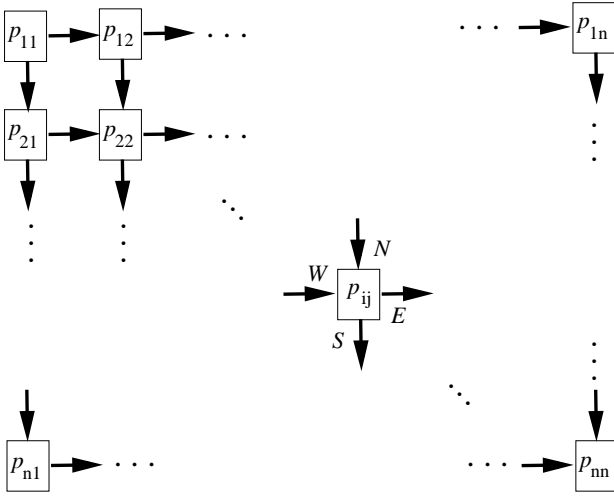 p11 p12 . . . . . . p1n
p21 p22 . . .
N
W pij
E
S
pn1 . . . . . . pnn